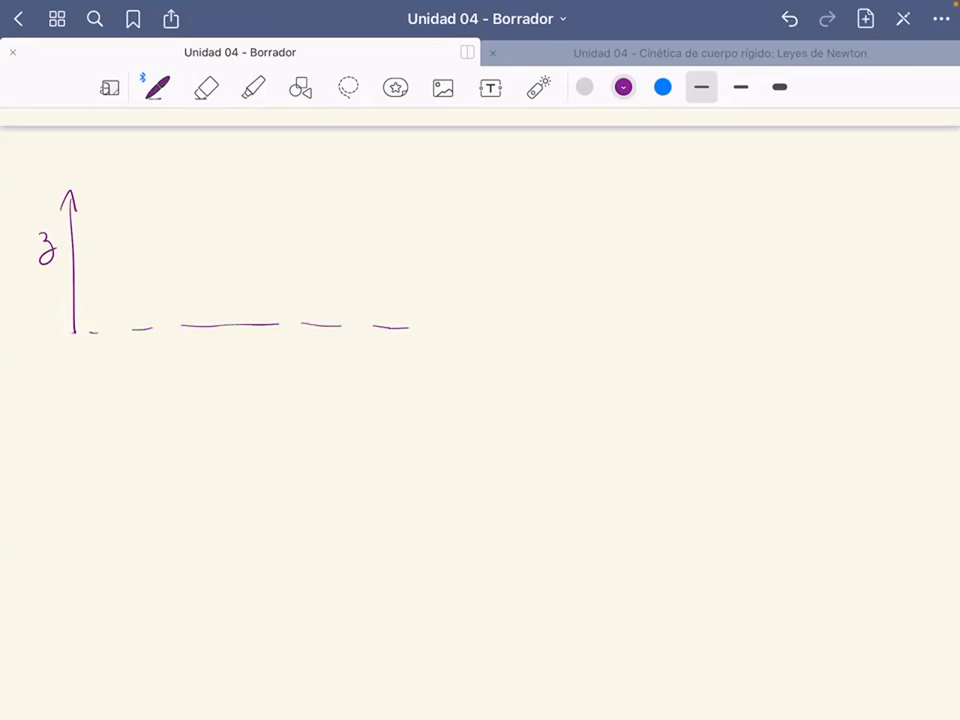 Unidad 04 - Borrador
Unidad 04 - Borrador
Unidad 04 - Cinética de cuerpo rígido; Leyes de Newton
T
z